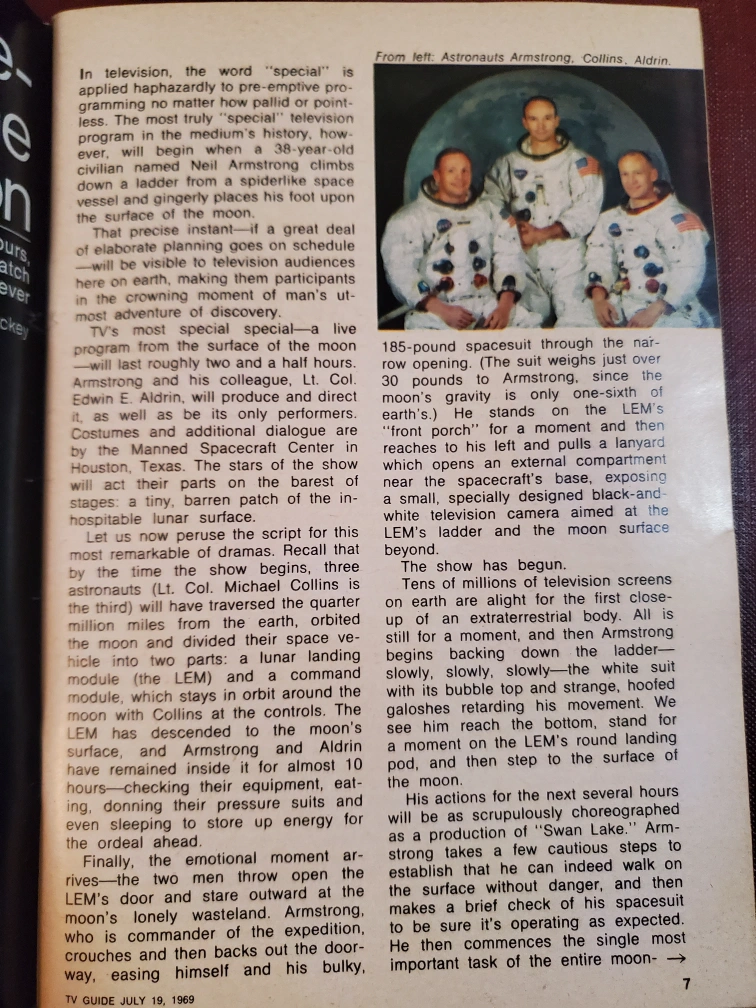 e-
e
on
ours,
atch
ever
ckey
In television, the word "special" is
applied haphazardly to pre-emptive pro-
gramming no matter how pallid or point-
less. The most truly "special" television
program in the medium's history, how-
ever, will begin when a 38-year-old
civilian named Neil Armstrong climbs
down a ladder from a spiderlike space
vessel and gingerly places his foot upon
the surface of the moon.
That precise instant—if a great deal
of elaborate planning goes on schedule
—will be visible to television audiences
here on earth, making them participants
in the crowning moment of man's ut-
most adventure of discovery.
TV's most special special—a live
program from the surface of the moon
—will last roughly two and a half hours.
Armstrong and his colleague, Lt. Col.
Edwin E. Aldrin, will produce and direct
it, as well as be its only performers.
Costumes and additional dialogue are
by the Manned Spacecraft Center in
Houston, Texas. The stars of the show
will act their parts on the barest of
stages: a tiny, barren patch of the in-
hospitable lunar surface.
Let us now peruse the script for this
most remarkable of dramas. Recall that
by the time the show begins, three
astronauts (Lt. Col. Michael Collins is
the third) will have traversed the quarter
million miles from the earth, orbited
the moon and divided their space ve-
hicle into two parts: a lunar landing
module (the LEM) and a command
module, which stays in orbit around the
moon with Collins at the controls. The
LEM has descended to the moon's
surface, and Armstrong and Aldrin
have remained inside it for almost 10
hours—checking their equipment, eat-
ing, donning their pressure suits and
even sleeping to store up energy for
the ordeal ahead.
Finally, the emotional moment ar-
rives—the two men throw open the
LEM's door and stare outward at the
moon's lonely wasteland. Armstrong,
who is commander of the expedition,
crouches and then backs out the door-
way, easing himself and his bulky,
From left: Astronauts Armstrong, Collins, Aldrin.
185-pound spacesuit through the nar-
row opening. (The suit weighs just over
30 pounds to Armstrong, since the
moon's gravity is only one-sixth of
earth's.) He stands on the LEM's
"front porch" for a moment and then
reaches to his left and pulls a lanyard
which opens an external compartment
near the spacecraft's base, exposing
a small, specially designed black-and-
white television camera aimed at the
LEM's ladder and the moon surface
beyond.
The show has begun.
Tens of millions of television screens
on earth are alight for the first close-
up of an extraterrestrial body. All is
still for a moment, and then Armstrong
begins backing down the ladder—
slowly, slowly, slowly—the white suit
with its bubble top and strange, hoofed
galoshes retarding his movement. We
see him reach the bottom, stand for
a moment on the LEM's round landing
pod, and then step to the surface of
the moon.
His actions for the next several hours
will be as scrupulously choreographed
as a production of "Swan Lake." Arm-
strong takes a few cautious steps to
establish that he can indeed walk on
the surface without danger, and then
makes a brief check of his spacesuit
to be sure it's operating as expected.
He then commences the single most
important task of the entire moon- →
TV GUIDE JULY 19, 1969
7